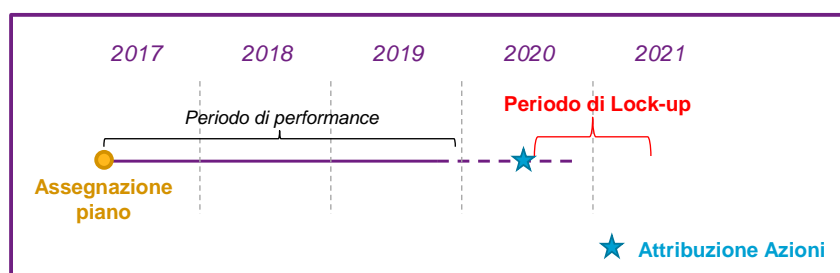 2017 2018 2019 2020 2021
Periodo di Lock-up
Periodo di performance
Assegnazione
piano
Attribuzione Azioni